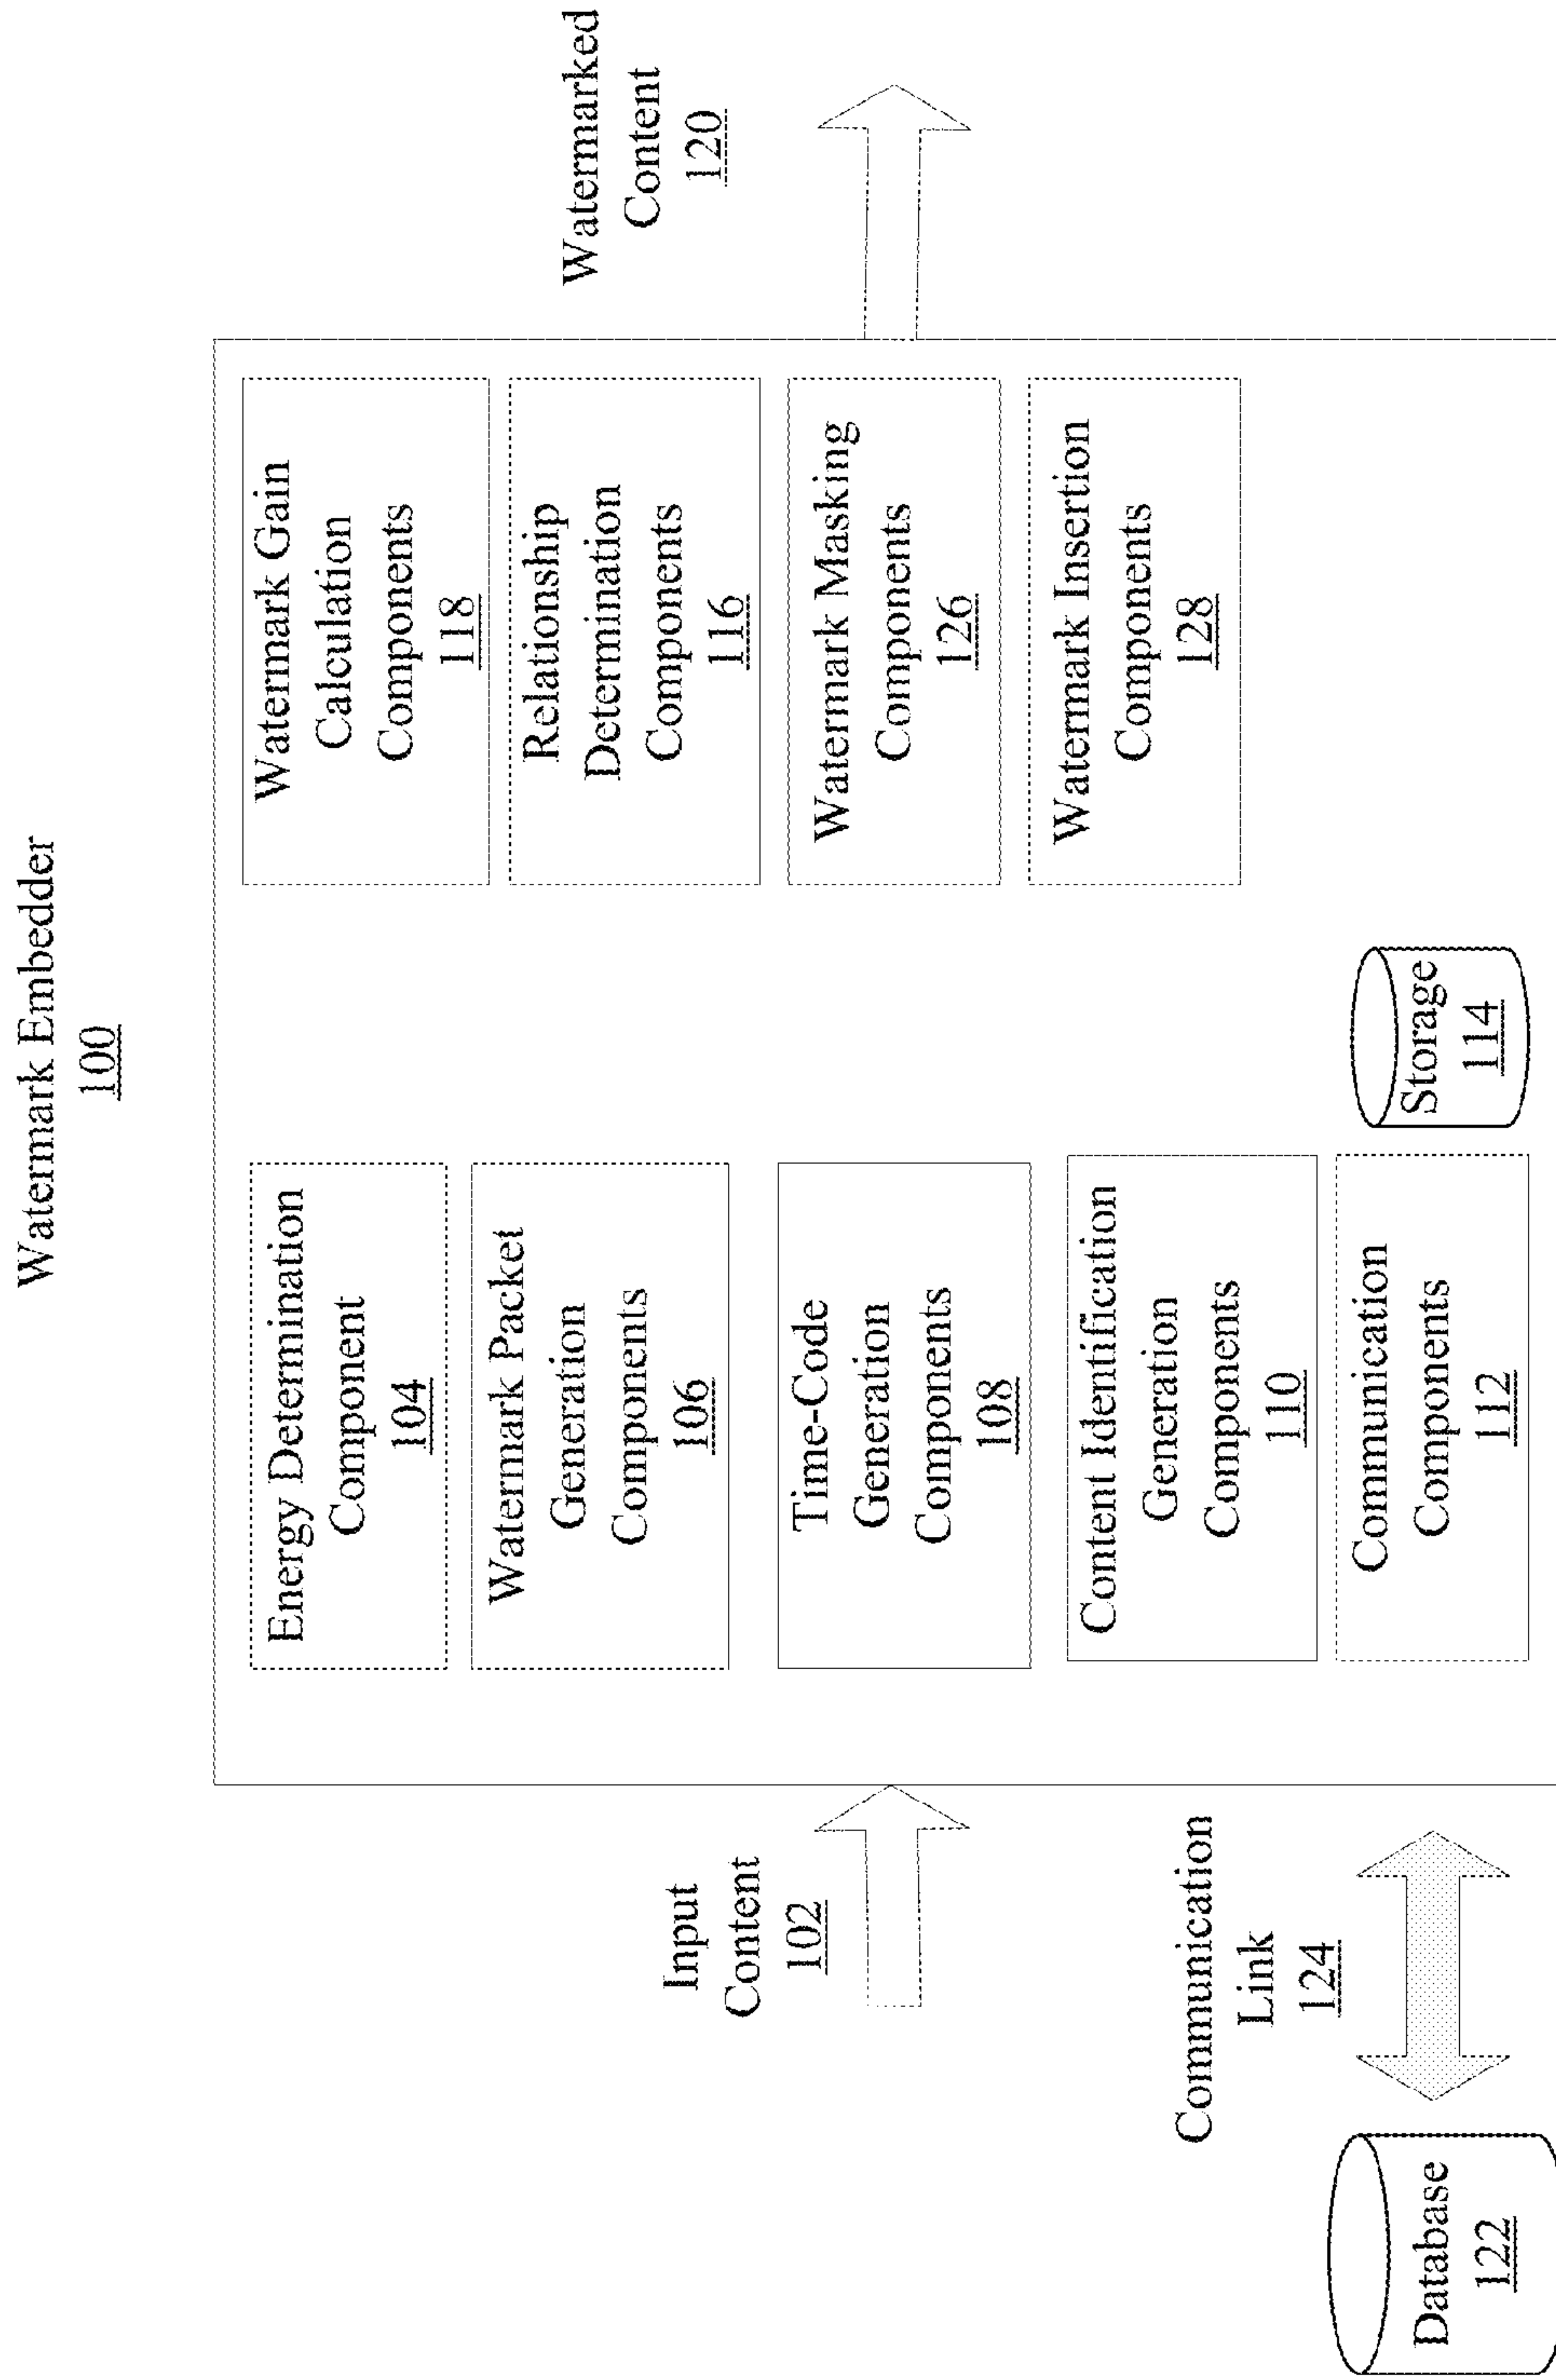 Watermark Embedder
100
Input
Content
102
Communication
Link
124
Database
122
Energy Determination
Component
104
Watermark Packet
Generation
Components
106
Time-Code
Generation
Components
108
Content Identification
Generation
Components
110
Communication
Components
112
Storage
114
Watermark Gain
Calculation
Components
118
Relationship
Determination
Components
116
Watermark Masking
Components
126
Watermark Insertion
Components
128
Watermarked
Content
120